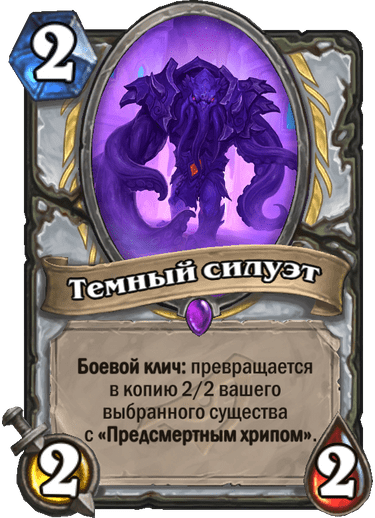 2
Темный силуэт
Боевой клич: превращается
в копию 2/2 вашего
выбранного существа
с «Предсмертным хрипом».
2
2